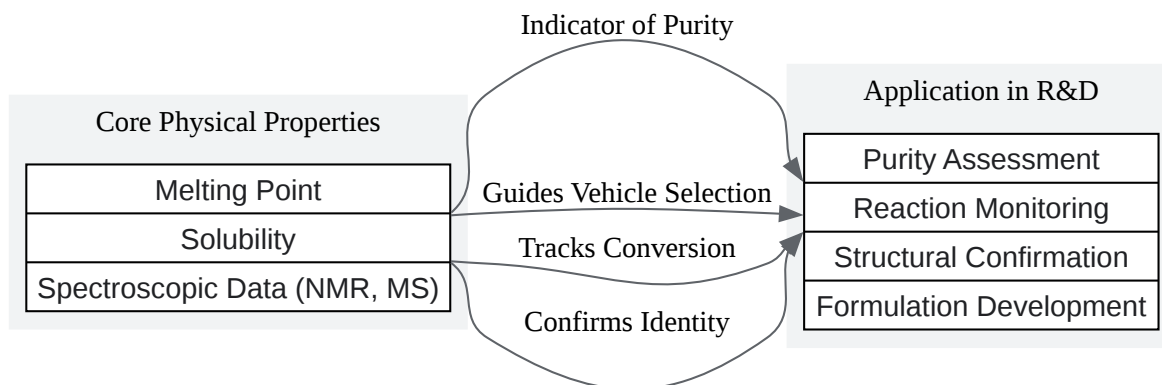 Core Physical Properties
Melting Point
Solubility
Spectroscopic Data (NMR, MS)
Indicator of Purity
Guides Vehicle Selection
Tracks Conversion
Confirms Identity
Application in R&D
Purity Assessment
Reaction Monitoring
Structural Confirmation
Formulation Development